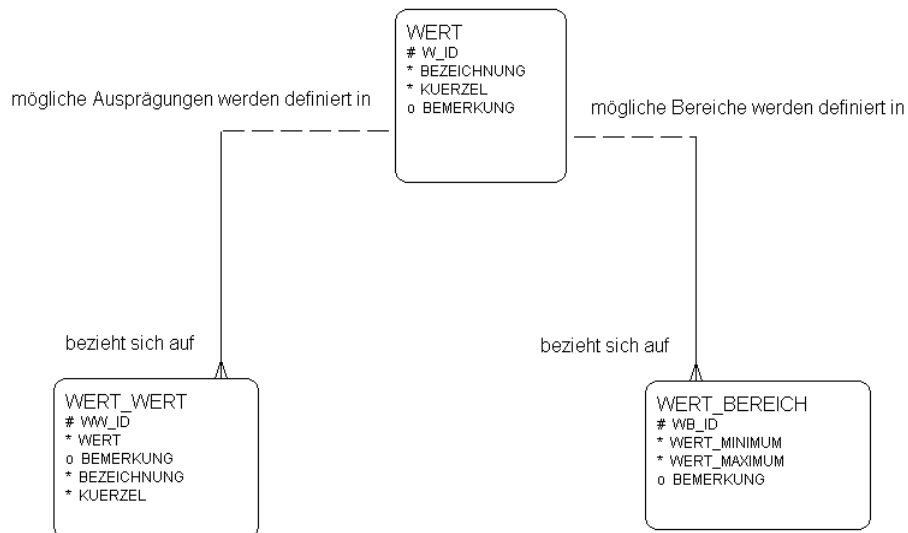 WERT
# W_ID
* BEZEICHNUNG
* KUERZEL
o BEMERKUNG
mögliche Ausprägungen werden definiert in
mögliche Bereiche werden definiert in
bezieht sich auf
bezieht sich auf
WERT_WERT
# WW_ID
* WERT
o BEMERKUNG
* BEZEICHNUNG
* KUERZEL
WERT_BEREICH
# WB_ID
* WERT_MINIMUM
* WERT_MAXIMUM
o BEMERKUNG